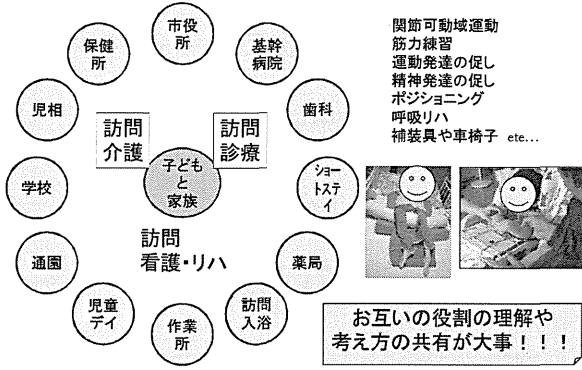 市役
所
保健
所
基幹
病院
児相
歯科
訪問
介護
訪問
診療
子ども
と
家族
学校
ショー
トステ
イ
訪問
看護・リハ
通園
薬局
児童
デイ
作業
所
訪問
入浴
関節可動域運動
筋力練習
運動発達の促し
精神発達の促し
ポジショニング
呼吸リハ
補装具や車椅子 ete…
お互いの役割の理解や
考え方の共有が大事！！！